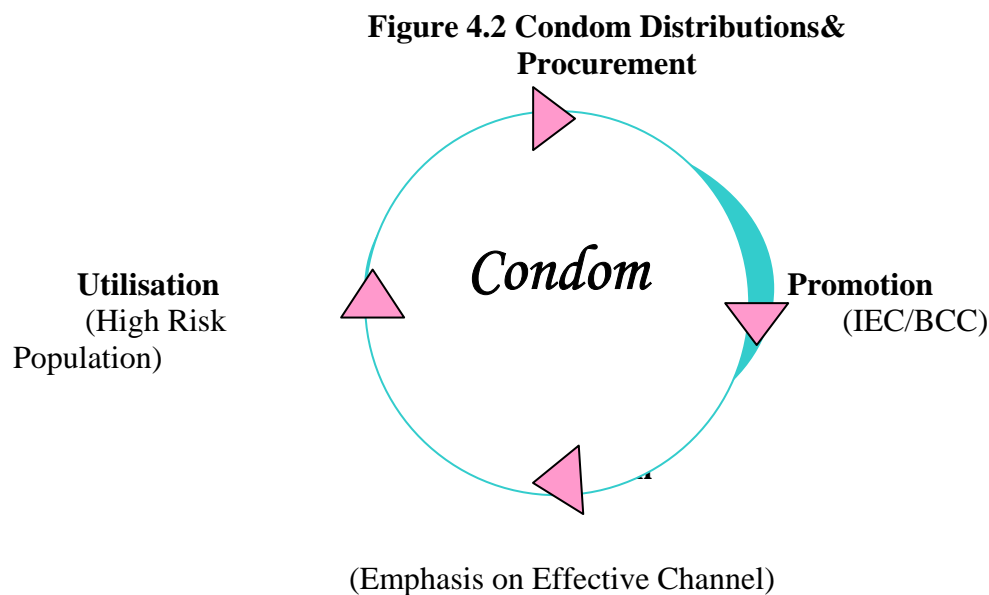 Figure 4.2 Condom Distributions&
Procurement
Condom
Utilisation
(High Risk
Population)
Promotion
(IEC/BCC)
(Emphasis on Effective Channel)